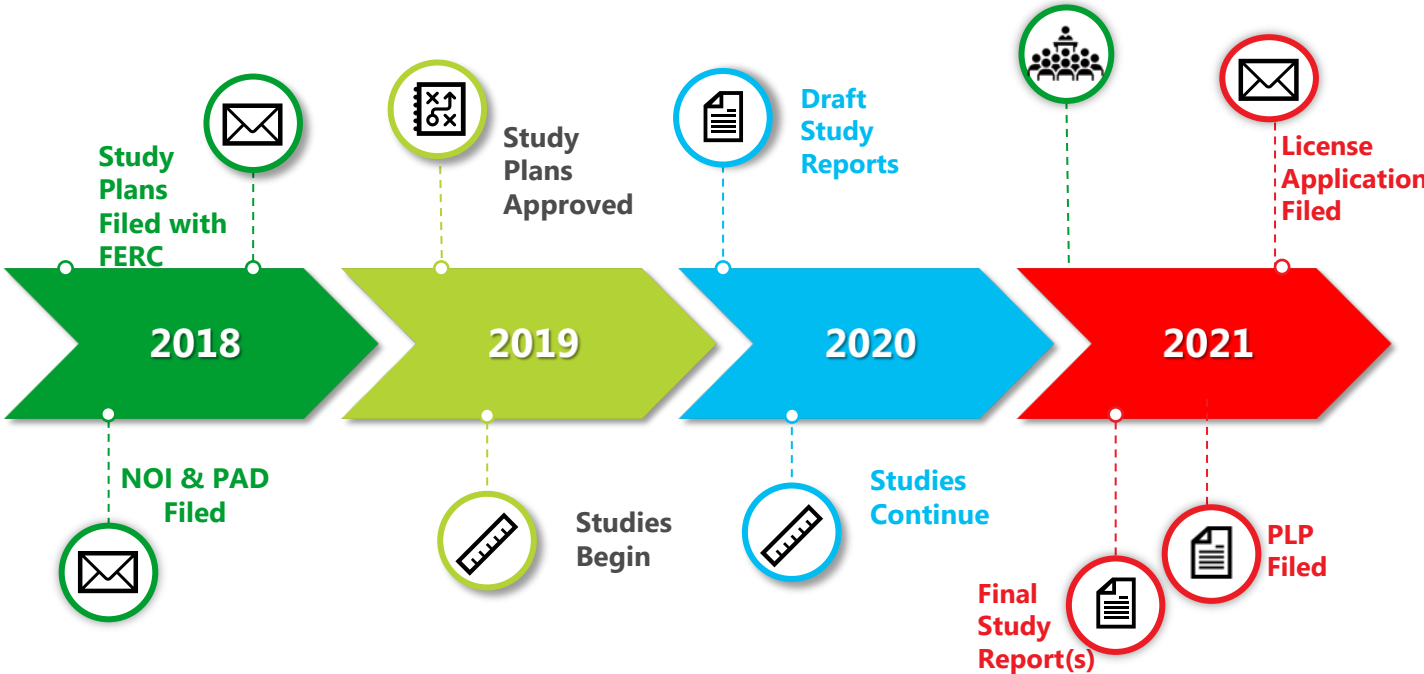 Study
Plans
Filed with
FERC
Study
Plans
Approved
Draft
Study
Reports
License
Application
Filed
2018
2019
2020
2021
NOI & PAD
Filed
Studies
Begin
Studies
Continue
Final
Study
Report(s)
PLP
Filed